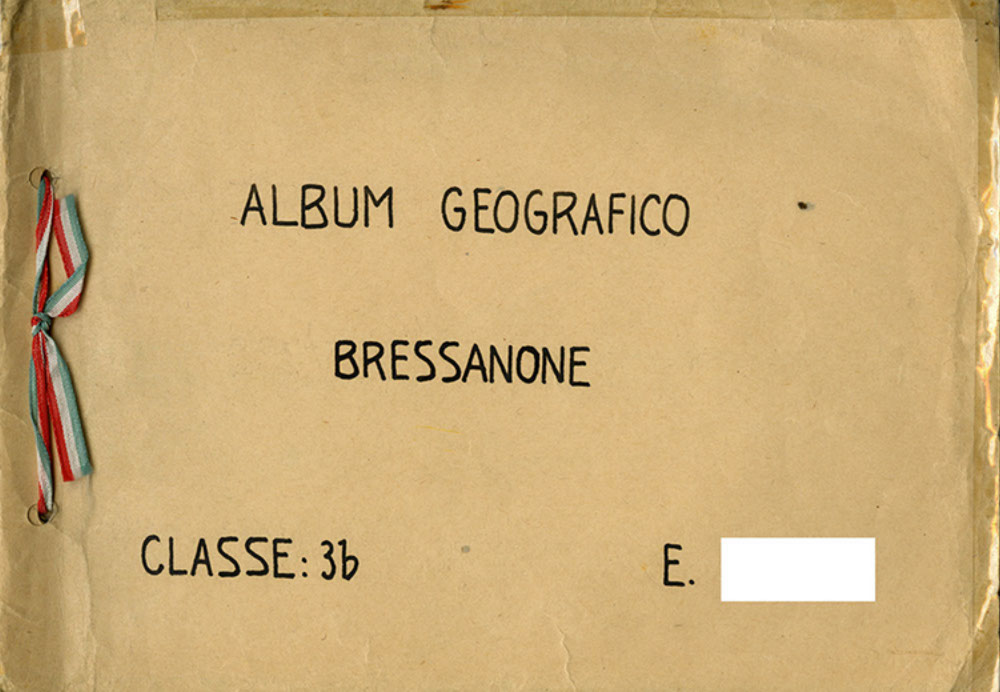 ALBUM GEOGRAFICO
BRESSANONE
CLASSE: 3b E.